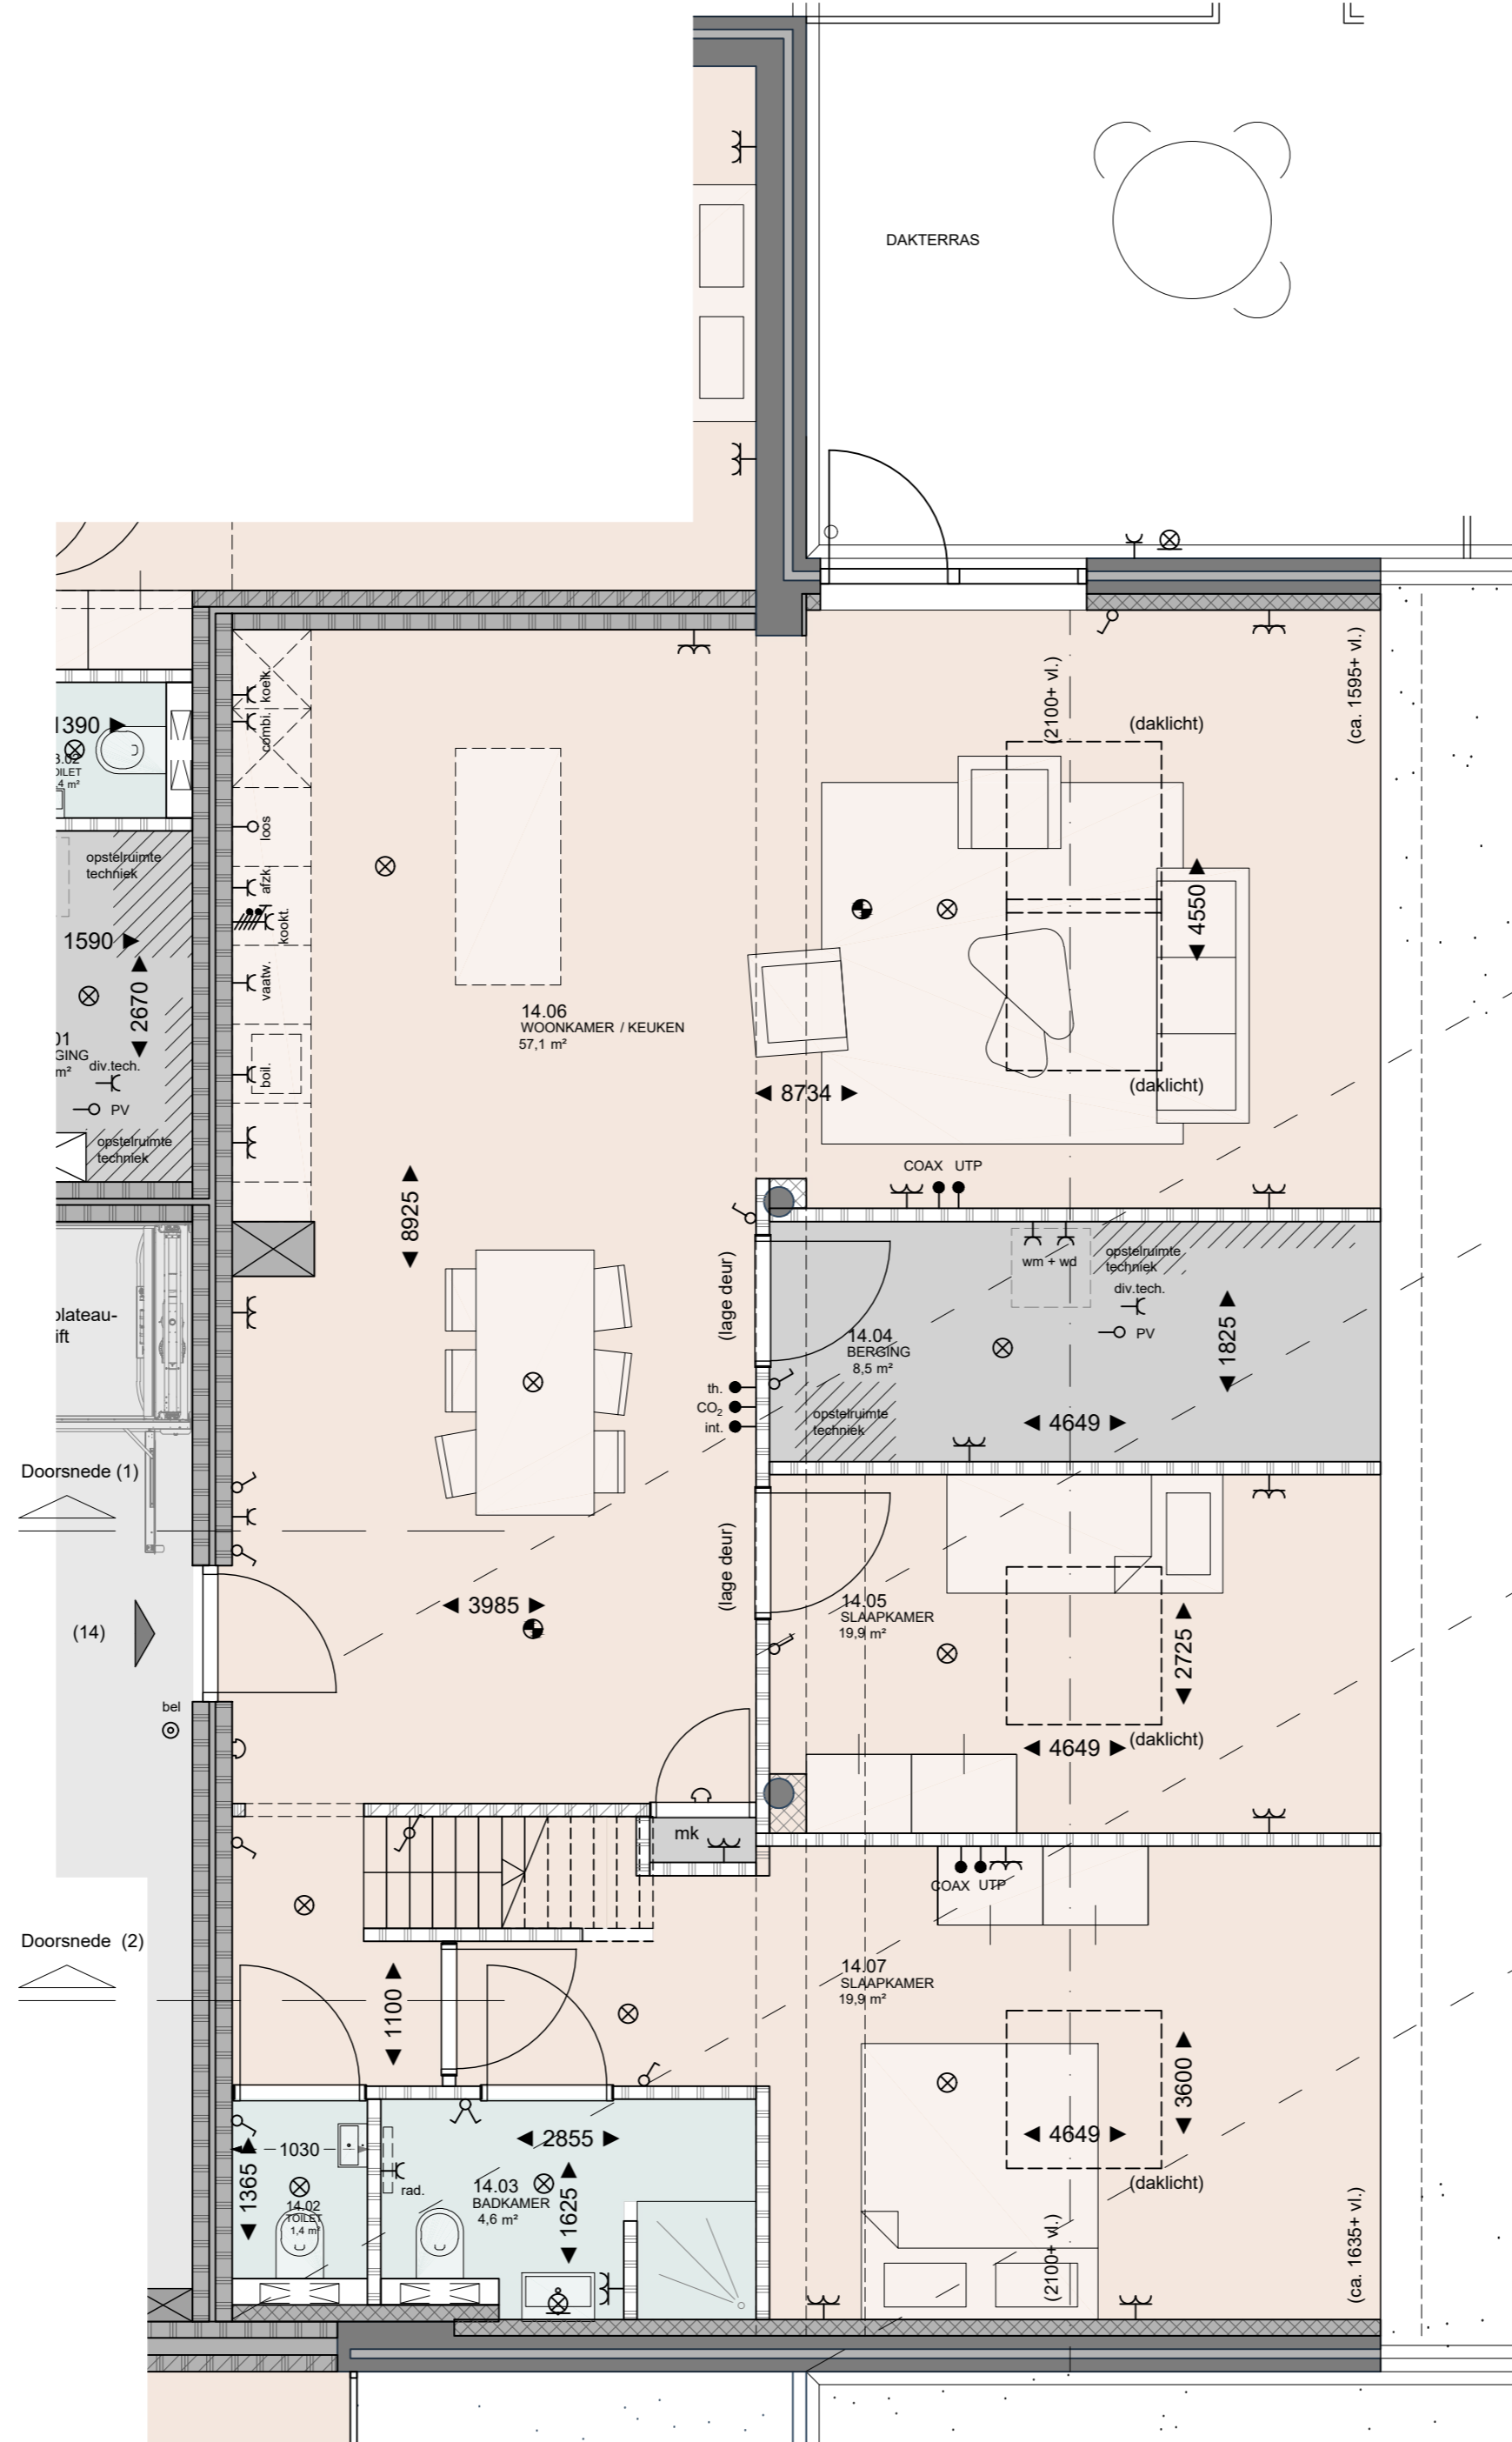 DAKTERRAS
(2100+ vl.)
(ca. 1595+ vl.)
(daklicht)
koelk.
combi.
loos
afzk.
kookt.
vaatw.
boil.
1390
opstelruimte
techniek
1590
2670
div.tech.
PV
opstelruimte
techniek
14.06
WOONKAMER / KEUKEN
57,1 m²
4550
8734
(daklicht)
8925
COAX UTP
(lage deur)
wm + wd
opstelruimte
techniek
div.tech.
PV
14.04
BERGING
8,5 m²
1825
4649
opstelruimte
techniek
th.
CO2
int.
plateau-
lift
Doorsnede (1)
(lage deur)
3985
14.05
SLAAPKAMER
19,9 m²
2725
4649
(daklicht)
(14)
bel
mk
COAX UTP
Doorsnede (2)
1100
14.07
SLAAPKAMER
19,9 m²
3600
4649
(daklicht)
1030
1365
14.02
TOILET
1,4 m²
rad.
2855
14.03
BADKAMER
4,6 m²
1625
(2100+ vl.)
(ca. 1635+ vl.)